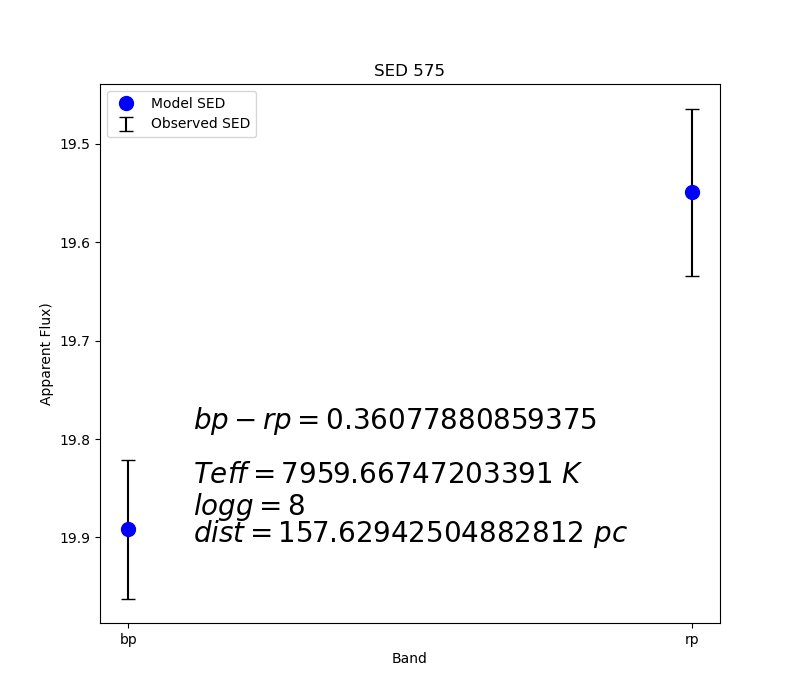 SED 575
Model SED
Observed SED
19.5
19.6
19.7
19.8
19.9
Apparent Flux)
bp − rp = 0.36077880859375
Teff = 7959.66747203391 K
logg = 8
dist = 157.62942504882812 pc
bp
rp
Band